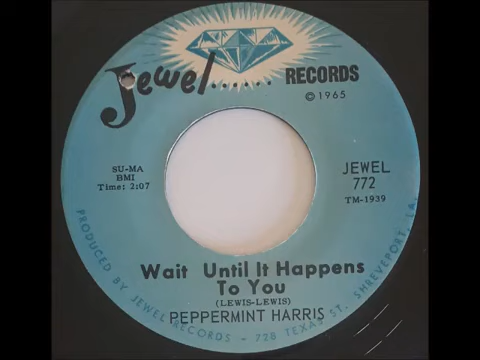 Jewel...... RECORDS
© 1965
SU-MA
BMI
Time: 2:07
JEWEL
772
TM-1939
Wait Until It Happens
To You
(LEWIS-LEWIS)
PEPPERMINT HARRIS
PRODUCED BY JEWEL RECORDS - 728 TEXAS ST. SHREVEPORT, LA.